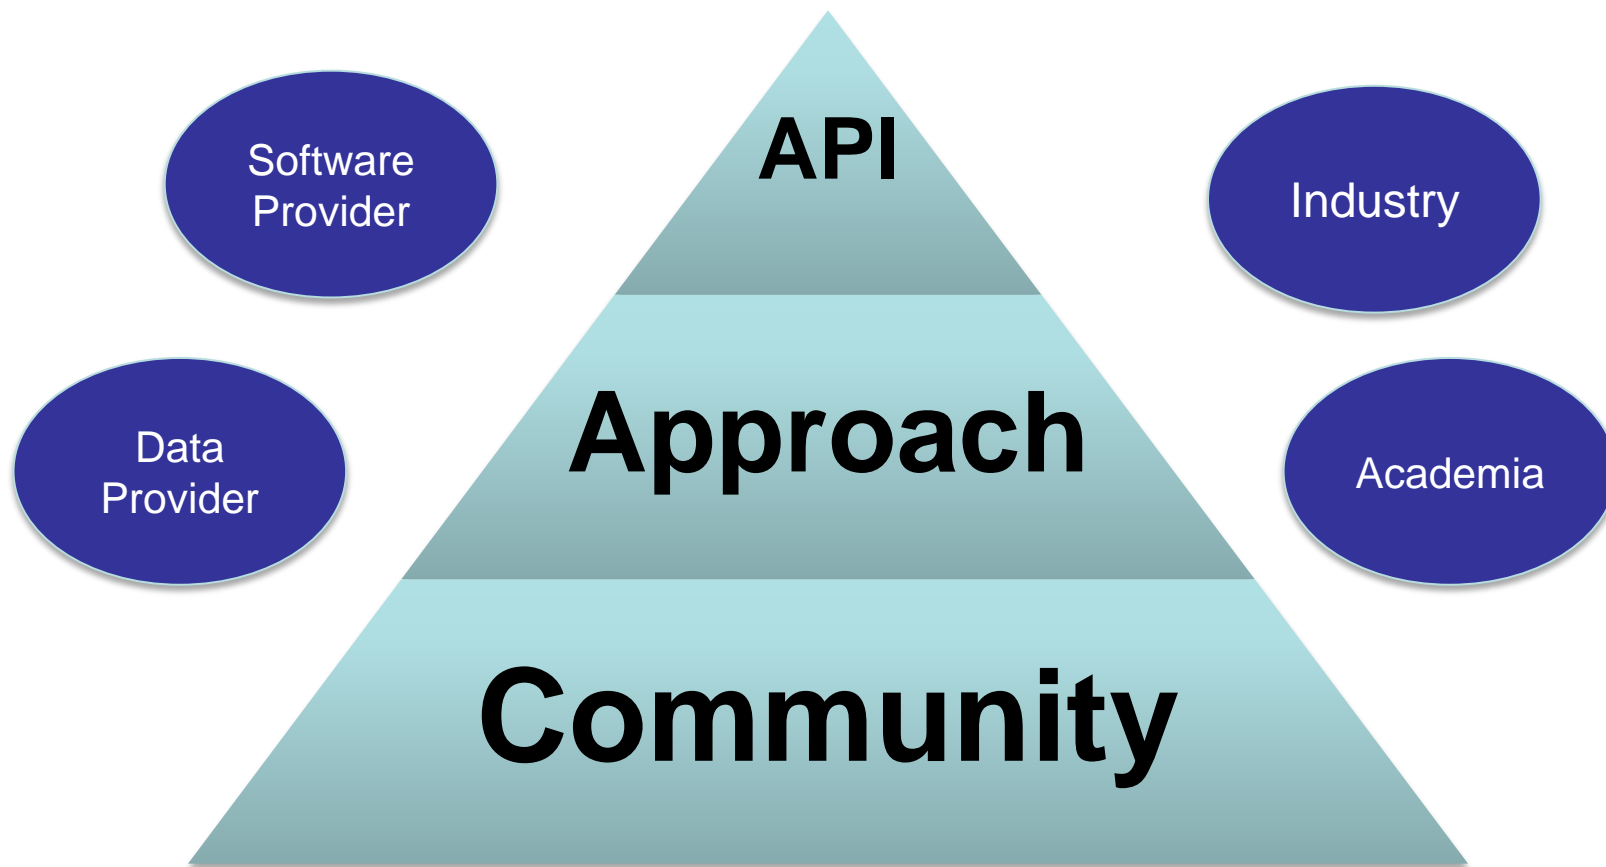 API
Software
Provider
Industry
Approach
Data
Provider
Academia
Community